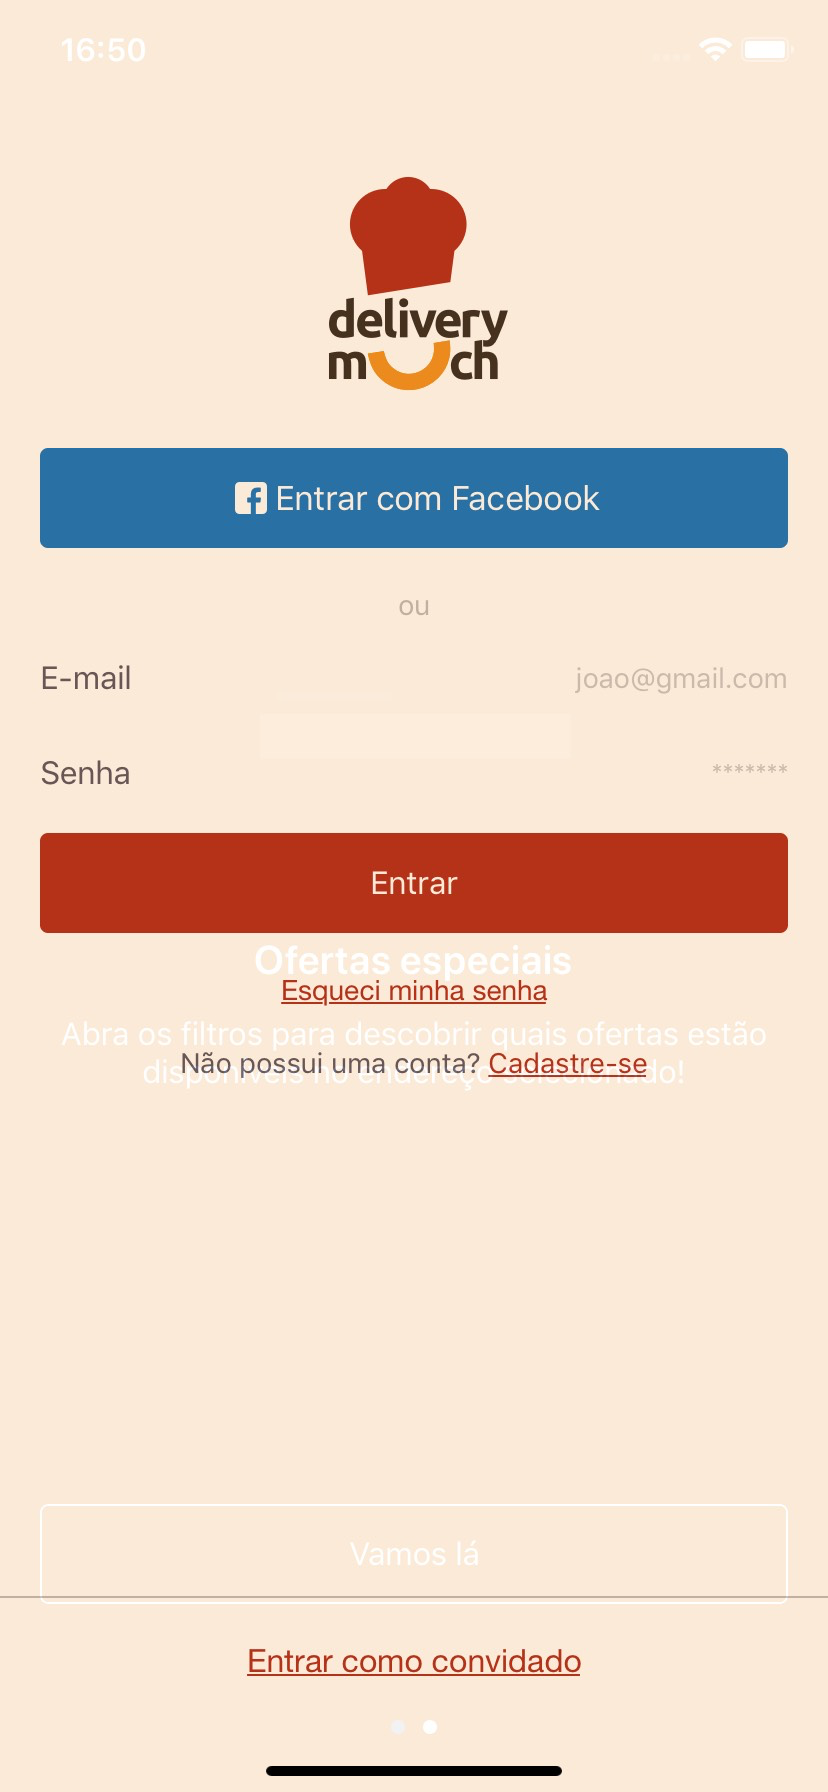 16:50
delivery
much
Entrar com Facebook
ou
E-mail
joao@gmail.com
Senha
*******
Entrar
Ofertas especiais
Esqueci minha senha
Abra os filtros para descobrir quais ofertas estão
Não possui uma conta? Cadastre-se
disponíveis no endereço selecionado!
Vamos lá
Entrar como convidado